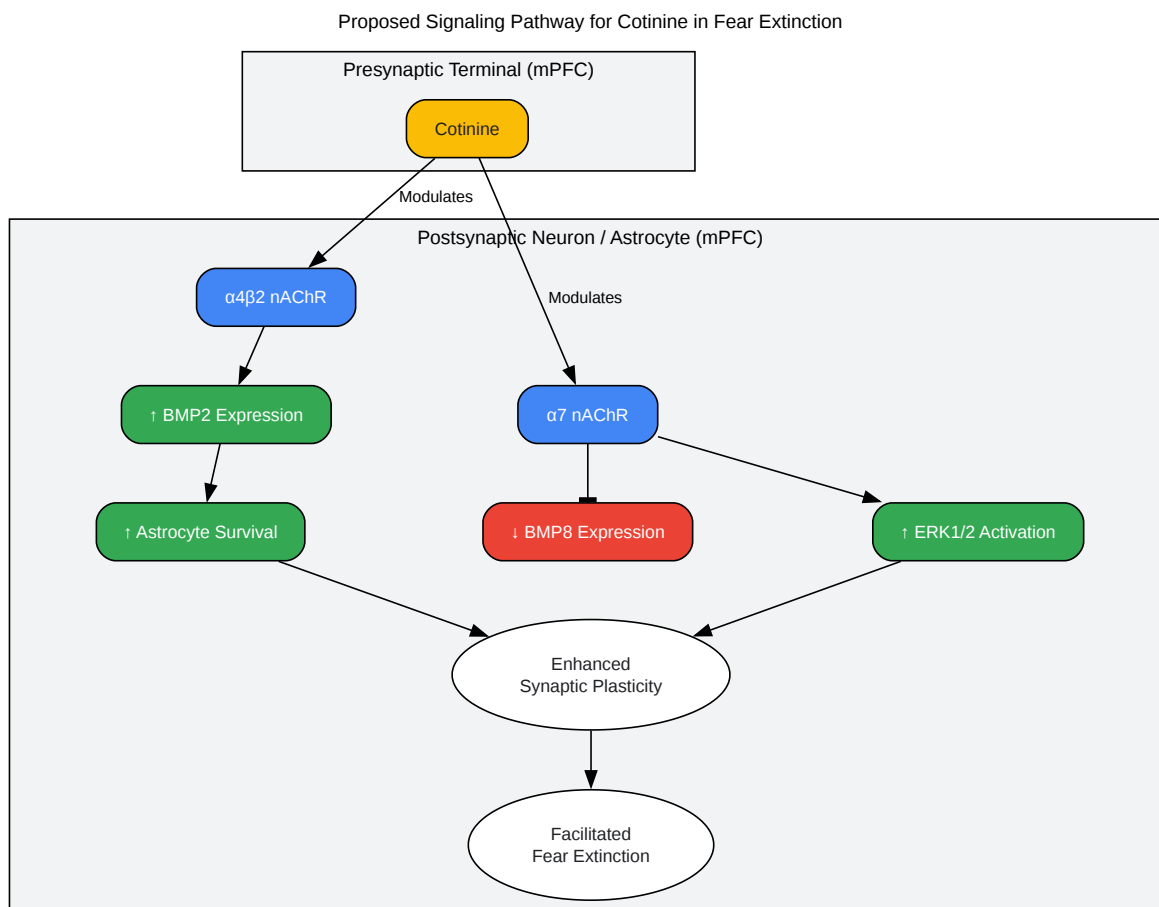 Proposed Signaling Pathway for Cotinine in Fear Extinction
Presynaptic Terminal (mPFC)
Cotinine
Modulates
Postsynaptic Neuron / Astrocyte (mPFC)
α4β2 nAChR
Modulates
↑ BMP2 Expression
α7 nAChR
↑ Astrocyte Survival
↓ BMP8 Expression
↑ ERK1/2 Activation
Enhanced
Synaptic Plasticity
Facilitated
Fear Extinction